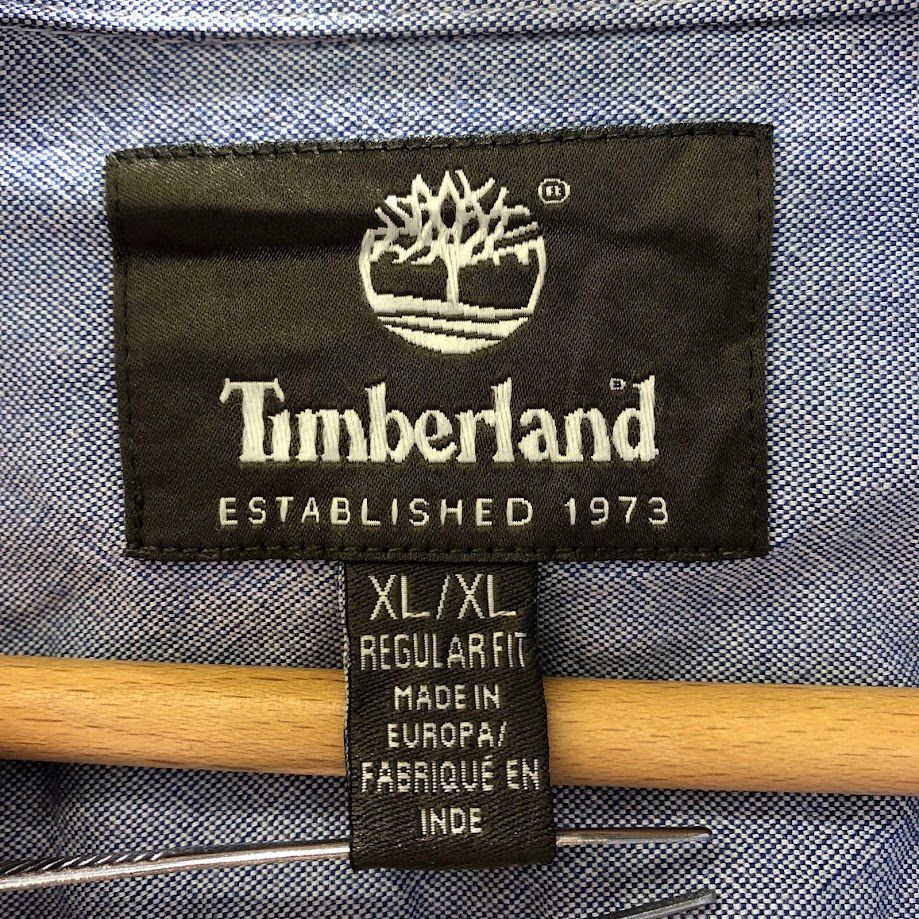 Timberland®
ESTABLISHED 1973
XL/XL
REGULAR FIT
MADE IN
EUROPA/
FABRIQUÉ EN
INDE